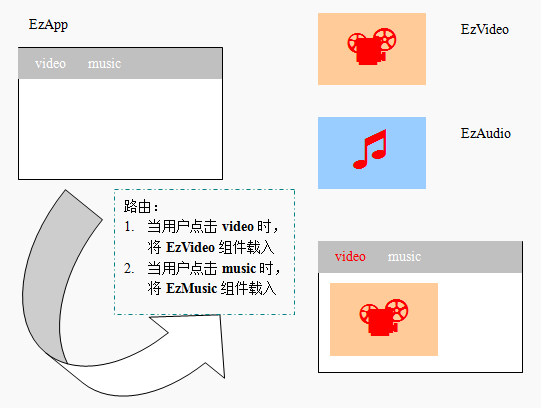 EzApp
video music
EzVideo
EzAudio
路由：
1. 当用户点击 video 时，
将 EzVideo 组件载入
2. 当用户点击 music 时，
将 EzMusic 组件载入
video music